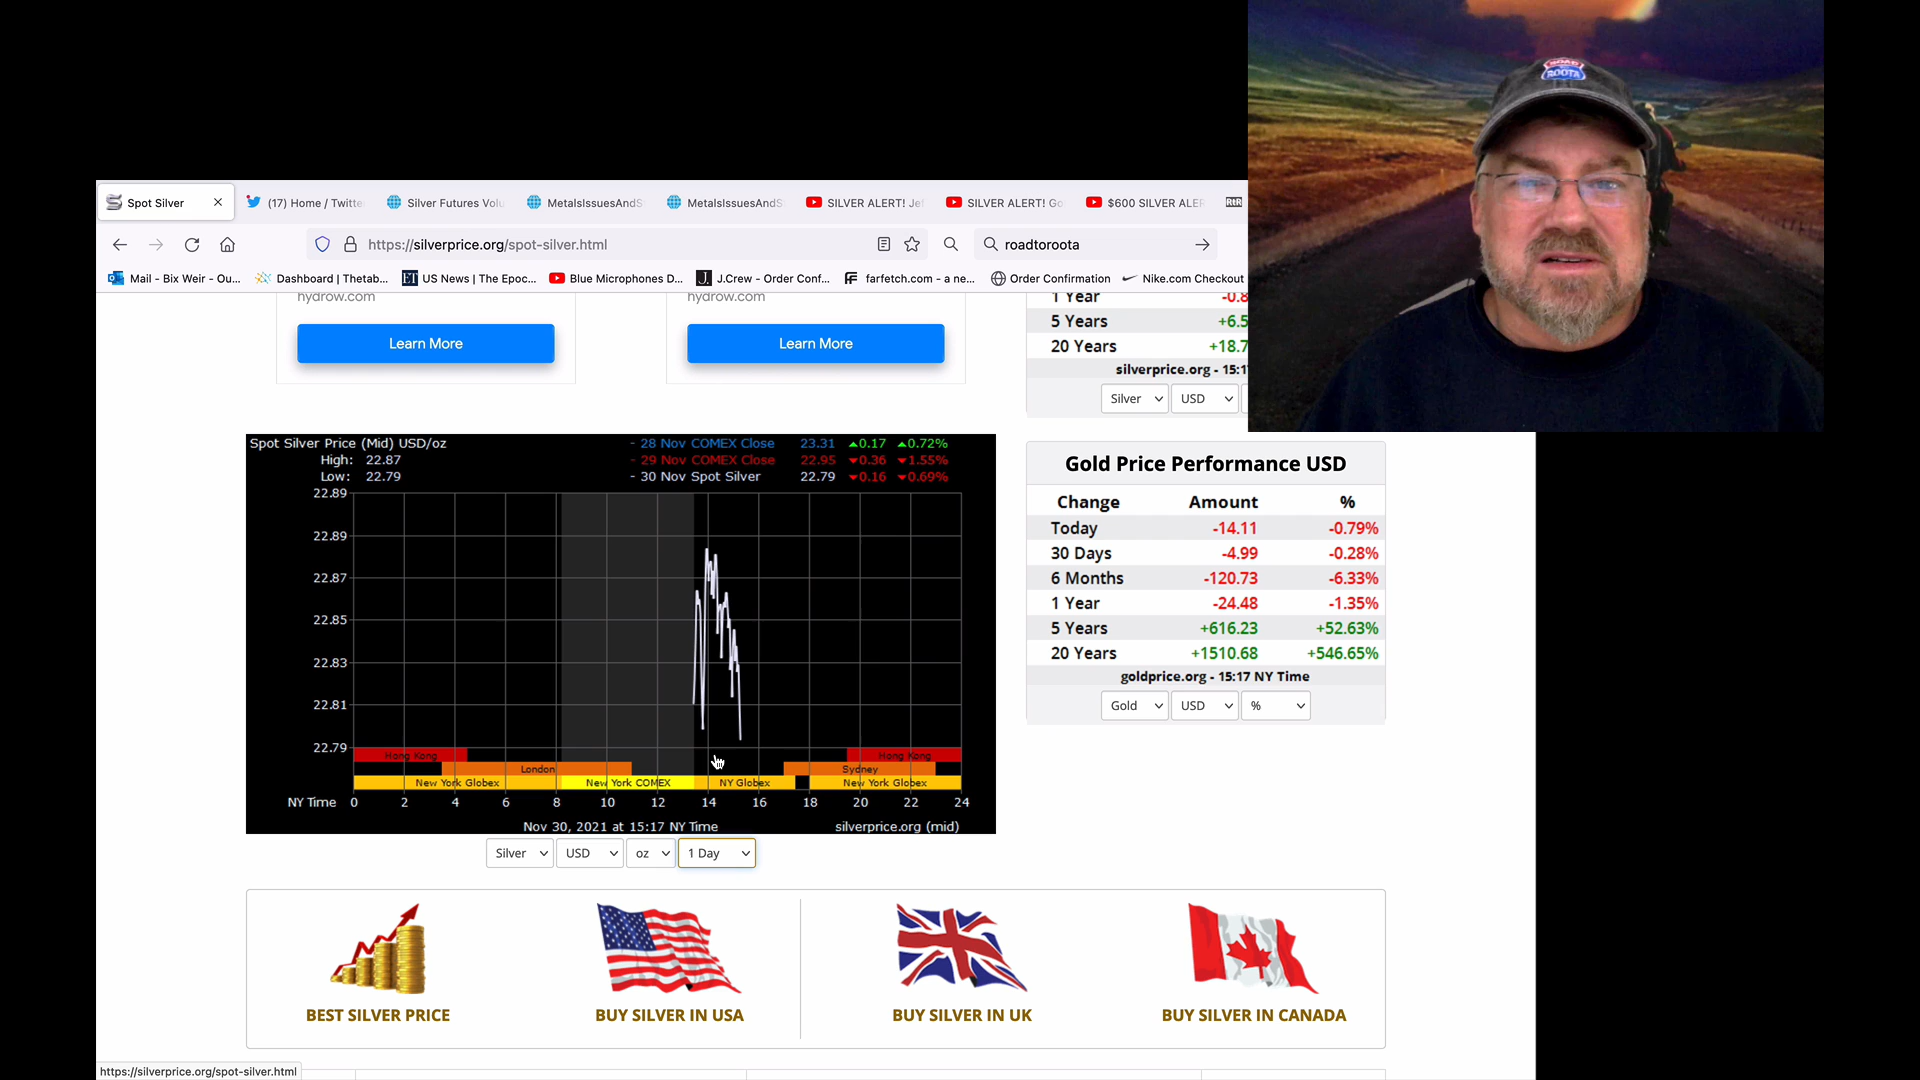 ROAD
ROOTA
Spot Silver
(17) Home / Twitte
Silver Futures Volu
MetalsIssuesAndS
MetalsIssuesAndS
SILVER ALERT! Jef
SILVER ALERT! Go
$600 SILVER ALER
RTR
https://silverprice.org/spot-silver.html
roadtoroota
Mail - Bix Weir - Ou...
Dashboard | Thetab...
ET US News | The Epoc...
Blue Microphones D...
J. J.Crew - Order Conf...
FF farfetch.com - a ne...
Order Confirmation
Nike.com Checkout
hydrow.com
hydrow.com
Learn More
Learn More
1 Year -0.8
5 Years +6.5
20 Years +18.7
silverprice.org - 15:1
Silver USD
Spot Silver Price (Mid) USD/oz
High: 22.87
Low: 22.79
- 28 Nov COMEX Close 23.31 0.17 0.72%
- 29 Nov COMEX Close 22.95 0.36 1.55%
- 30 Nov Spot Silver 22.79 0.16 0.69%
22.89
22.89
22.87
22.85
22.83
22.81
22.79
Hong Kong Hong Kong
London Sydney
New York Globex New York COMEX NY Globex New York Globex
NY Time 0 2 4 6 8 10 12 14 16 18 20 22 24
Nov 30, 2021 at 15:17 NY Time silverprice.org (mid)
Silver USD oz 1 Day
Gold Price Performance USD
Change Amount %
Today -14.11 -0.79%
30 Days -4.99 -0.28%
6 Months -120.73 -6.33%
1 Year -24.48 -1.35%
5 Years +616.23 +52.63%
20 Years +1510.68 +546.65%
goldprice.org - 15:17 NY Time
Gold USD %
BEST SILVER PRICE
BUY SILVER IN USA
BUY SILVER IN UK
BUY SILVER IN CANADA
https://silverprice.org/spot-silver.html